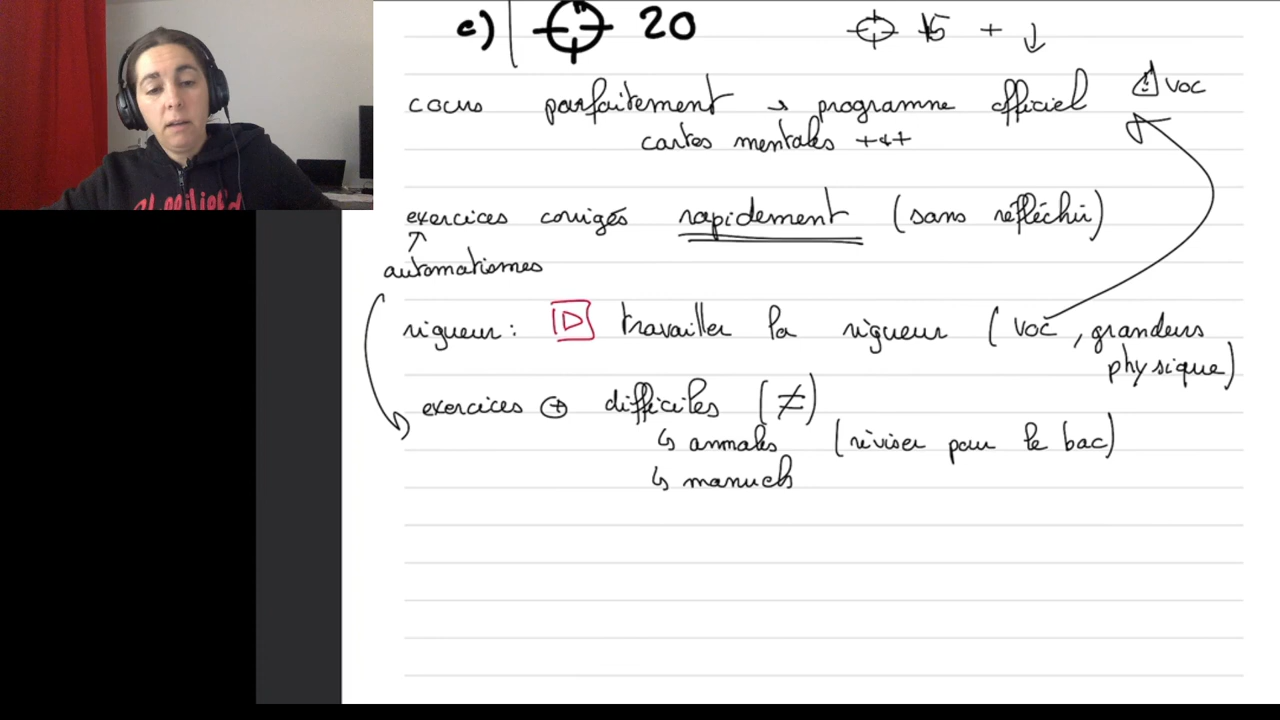 c) 20 15 + ↓
cours parfaitement → programme officiel ⚠ voc
cartes mentales +++
exercices corrigés rapidement (sans réfléchir)
↑
automatismes
rigueur : travailler la rigueur (voc, grandeurs
physique)
exercices ⊕ difficiles (≠)
↳ annales (réviser pour le bac)
↳ manuels